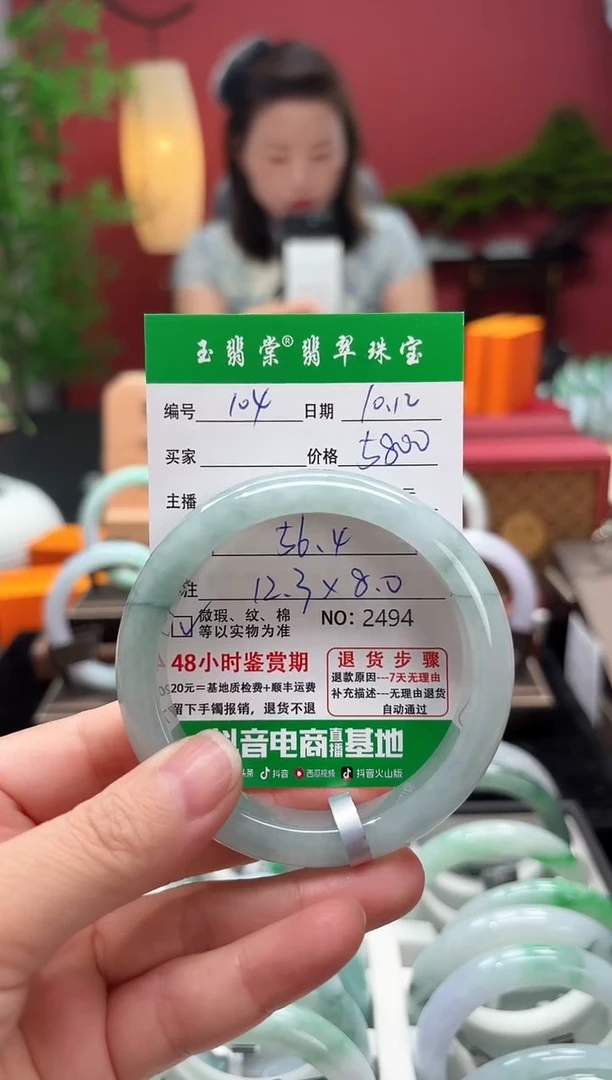 玉翡棠®翡翠珠宝
编号 104 日期 10.12
买家 价格 5800
主播
56.4
注 12.3×8.0
微瑕、纹、棉 NO: 2494
等以实物为准
48小时鉴赏期 退货步骤
20元=基地质检费+顺丰运费 退款原因---7天无理由
留下手镯报销，退货不退 补充描述---无理由退货
自动通过
抖音电商直播基地
头条 抖音 西瓜视频 抖音火山版